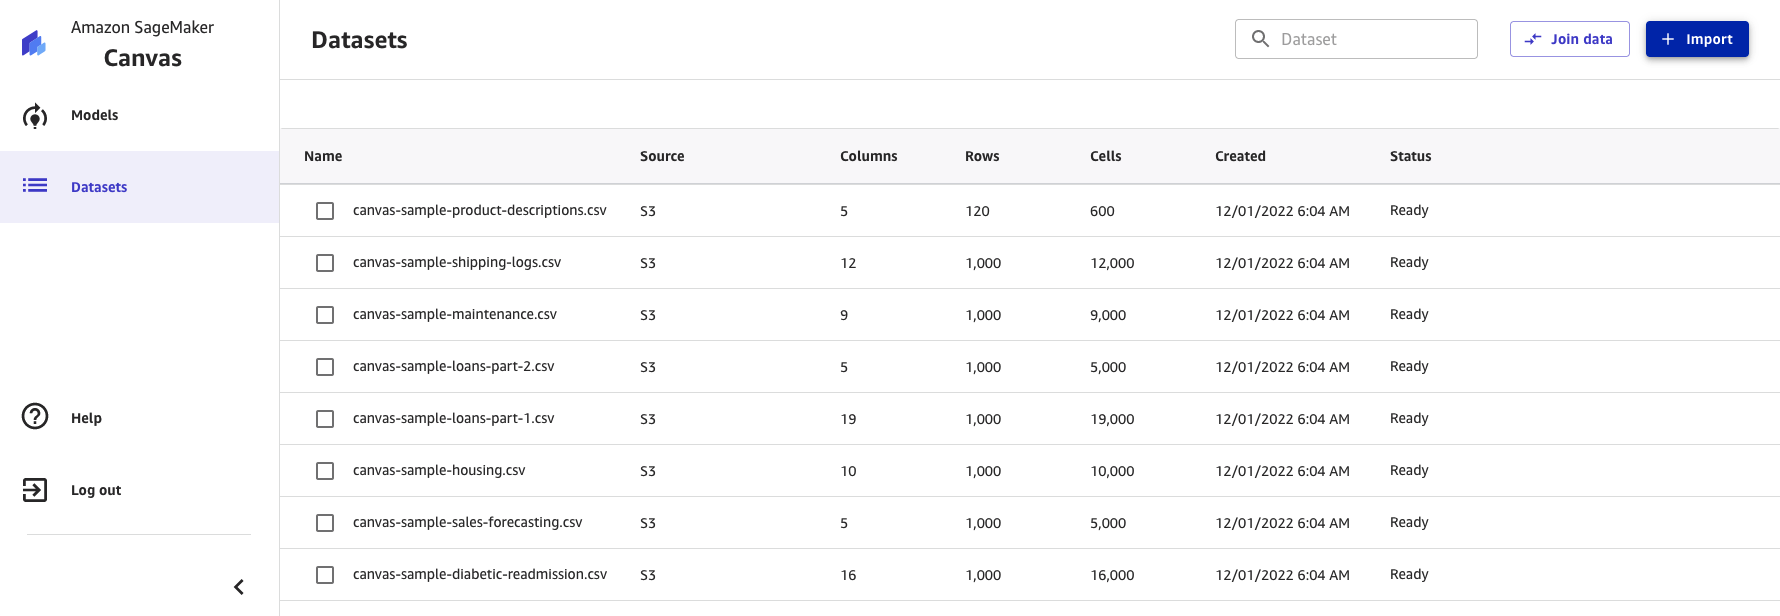 Amazon SageMaker
Canvas
Models
Datasets
Help
Log out
Datasets
Dataset
Join data
Import
Name Source Columns Rows Cells Created Status
canvas-sample-product-descriptions.csv S3 5 120 600 12/01/2022 6:04 AM Ready
canvas-sample-shipping-logs.csv S3 12 1,000 12,000 12/01/2022 6:04 AM Ready
canvas-sample-maintenance.csv S3 9 1,000 9,000 12/01/2022 6:04 AM Ready
canvas-sample-loans-part-2.csv S3 5 1,000 5,000 12/01/2022 6:04 AM Ready
canvas-sample-loans-part-1.csv S3 19 1,000 19,000 12/01/2022 6:04 AM Ready
canvas-sample-housing.csv S3 10 1,000 10,000 12/01/2022 6:04 AM Ready
canvas-sample-sales-forecasting.csv S3 5 1,000 5,000 12/01/2022 6:04 AM Ready
canvas-sample-diabetic-readmission.csv S3 16 1,000 16,000 12/01/2022 6:04 AM Ready